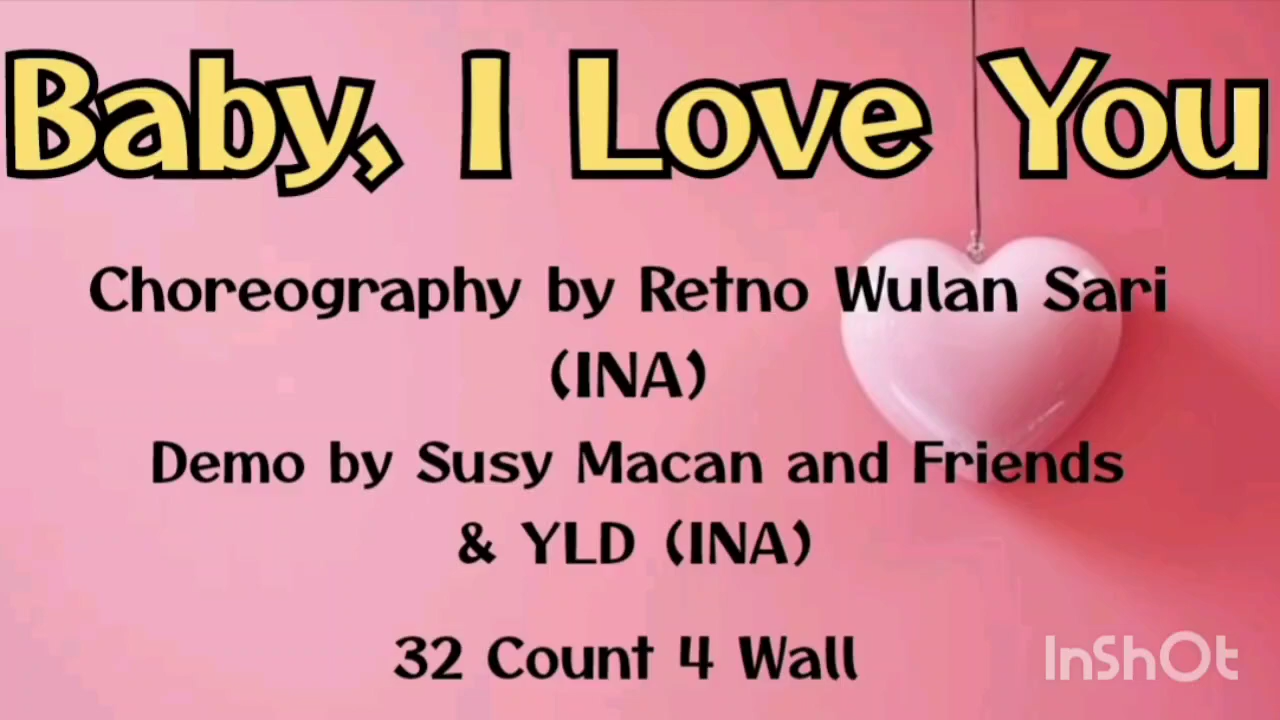 Baby, I Love You
Choreography by Retno Wulan Sari
(INA)
Demo by Susy Macan and Friends
& YLD (INA)
32 Count 4 Wall
InShOt